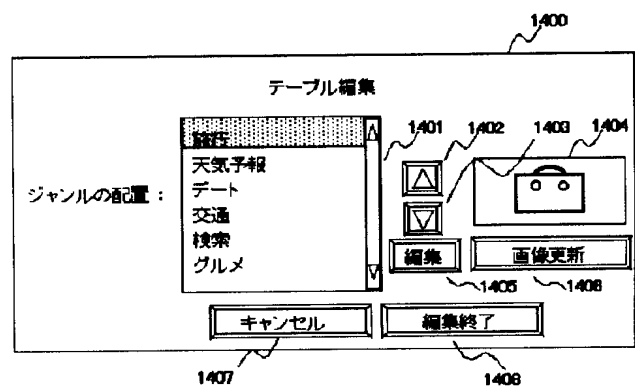 1400
テーブル編集
1401
1402
1403
1404
旅行
天気予報
ジャンルの配置：
デート
交通
検索
グルメ
編集
画像更新
1405
1406
キャンセル
編集終了
1407
1408